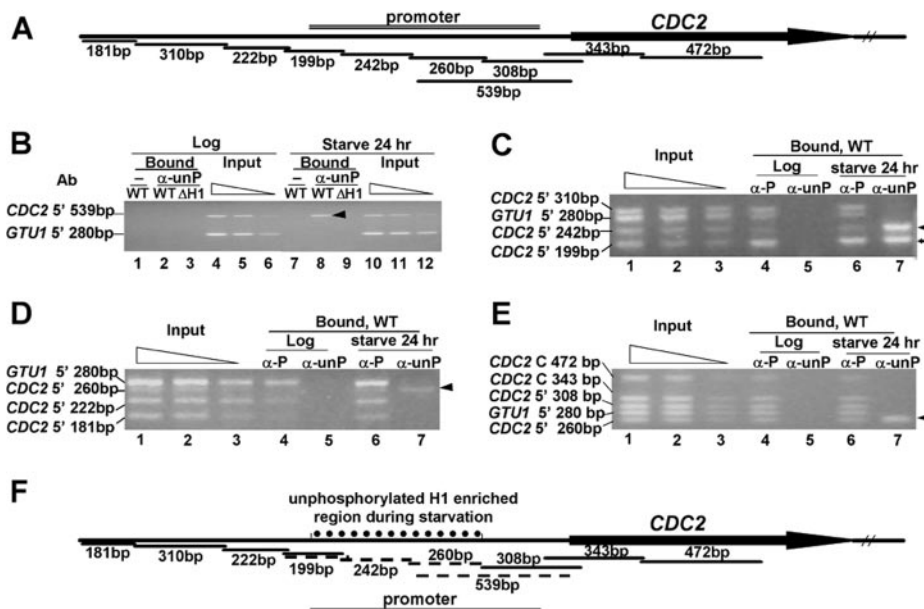 A
promoter
CDC2
181bp 310bp 222bp 199bp 242bp 260bp 308bp 343bp 472bp
539bp
B
Log Starve 24 hr
Bound Input Bound Input
Ab – α-unP – α-unP
WT WT ΔH1 WT WT ΔH1
CDC2 5' 539bp
GTU1 5' 280bp
1 2 3 4 5 6 7 8 9 10 11 12
C
Bound, WT
Input Log starve 24 hr
α-P α-unP α-P α-unP
CDC2 5' 310bp
GTU1 5' 280bp
CDC2 5' 242bp
CDC2 5' 199bp
1 2 3 4 5 6 7
D
Bound, WT
Input Log starve 24 hr
α-P α-unP α-P α-unP
GTU1 5' 280bp
CDC2 5' 260bp
CDC2 5' 222bp
CDC2 5' 181bp
1 2 3 4 5 6 7
E
Bound, WT
Input Log starve 24 hr
α-P α-unP α-P α-unP
CDC2 C 472 bp
CDC2 C 343 bp
CDC2 5' 308 bp
GTU1 5' 280 bp
CDC2 5' 260bp
1 2 3 4 5 6 7
F
unphosphorylated H1 enriched
region during starvation
CDC2
181bp 310bp 222bp 199bp 242bp 260bp 308bp 343bp 472bp
539bp
promoter